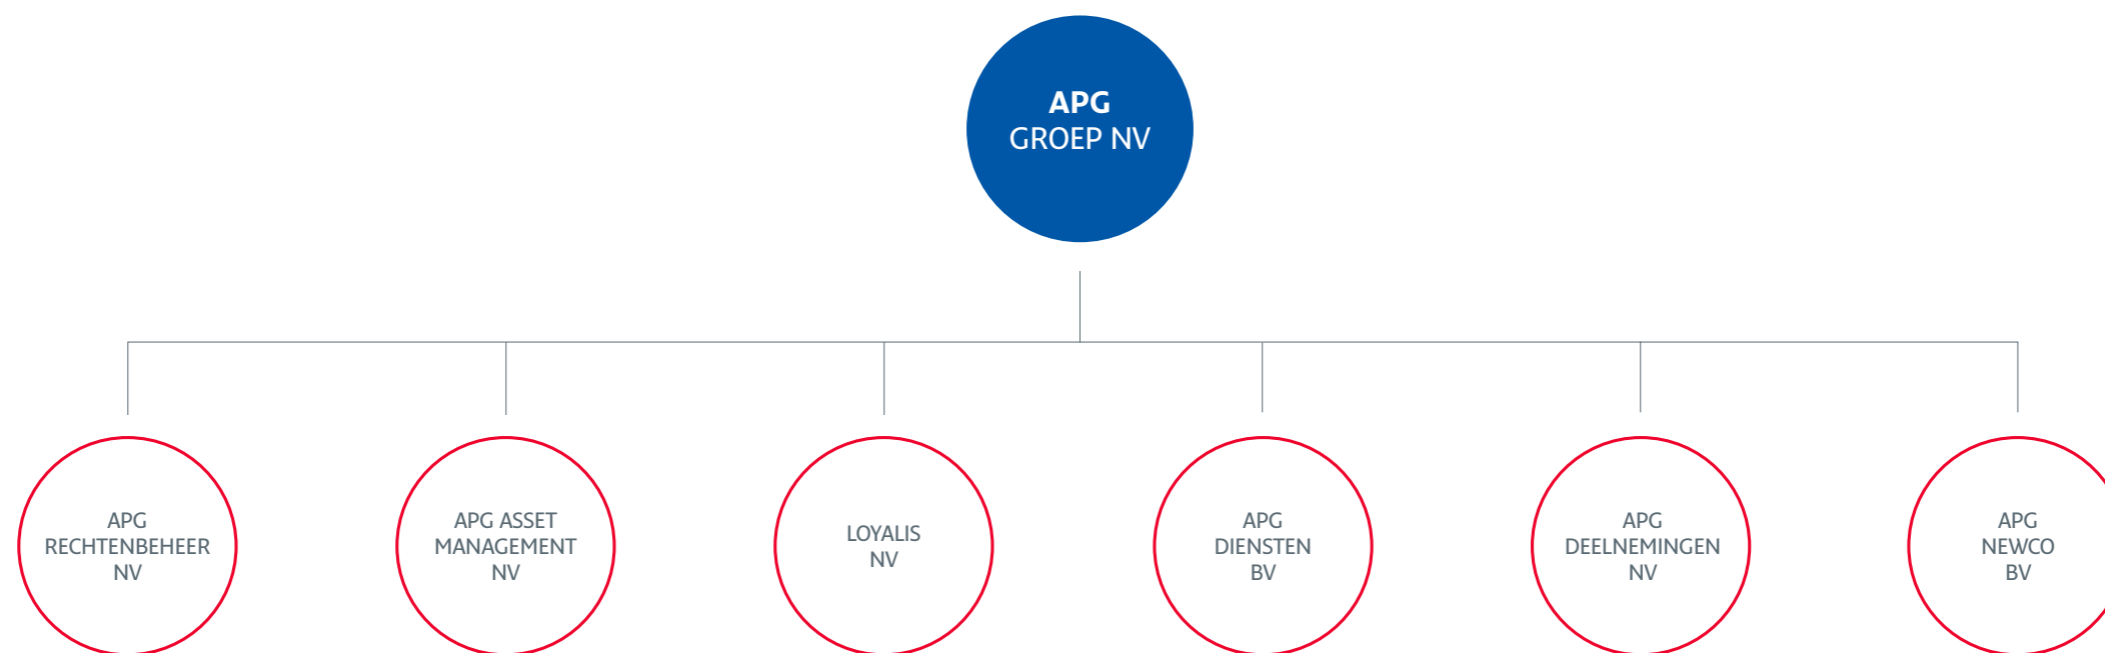 APG
GROEP NV
APG
RECHTENBEHEER
NV
APG ASSET
MANAGEMENT
NV
LOYALIS
NV
APG
DIENSTEN
BV
APG
DEELNEMINGEN
NV
APG
NEWCO
BV